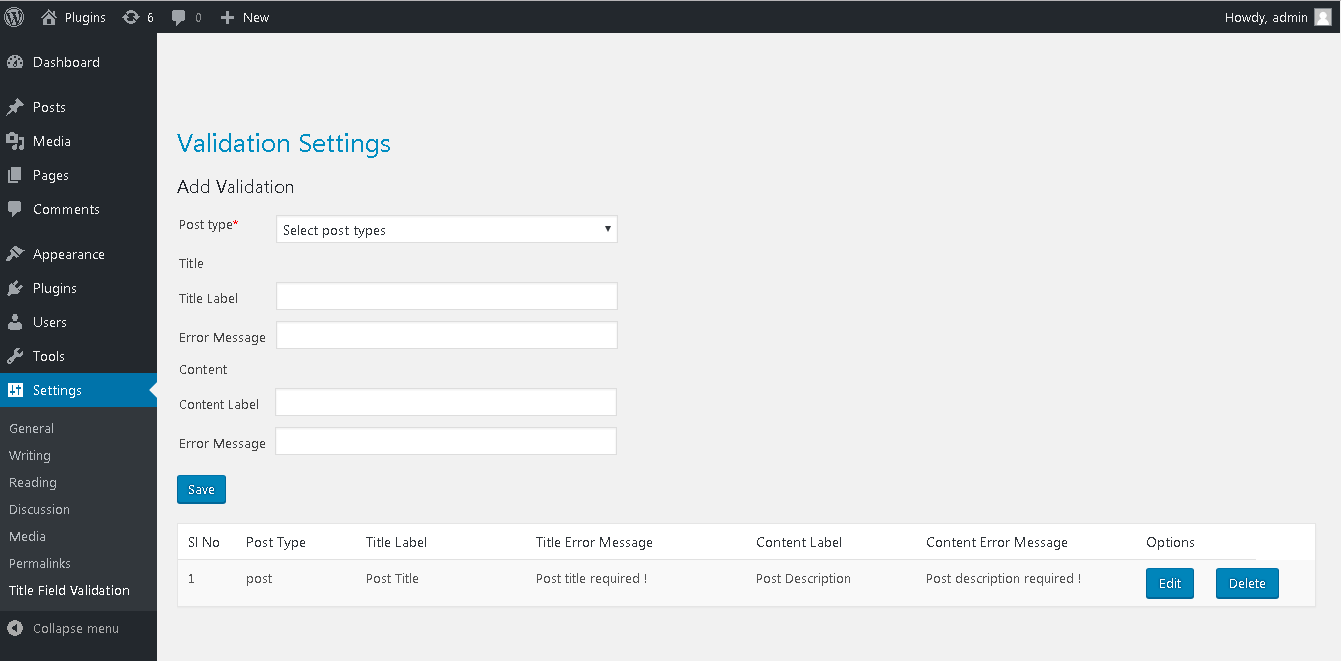 Plugins 6 0 New Howdy, admin
Dashboard
Posts
Media
Pages
Comments
Appearance
Plugins
Users
Tools
Settings
General
Writing
Reading
Discussion
Media
Permalinks
Title Field Validation
Collapse menu
Validation Settings
Add Validation
Post type* Select post types
Title
Title Label
Error Message
Content
Content Label
Error Message
Save
Sl No Post Type Title Label Title Error Message Content Label Content Error Message Options
1 post Post Title Post title required ! Post Description Post description required ! Edit Delete